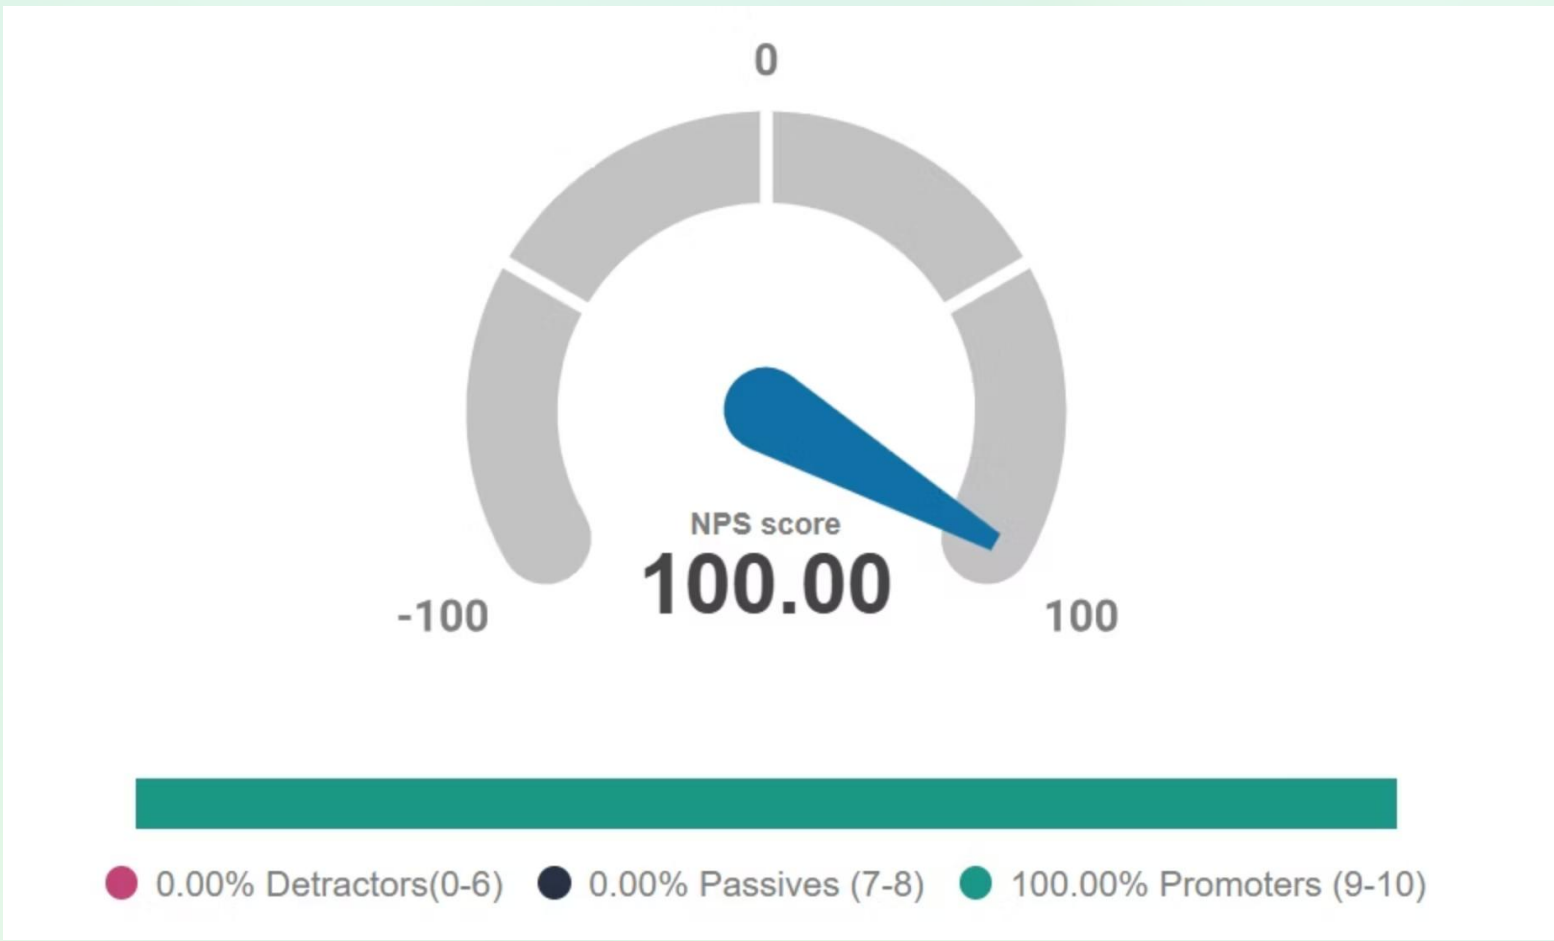 0
NPS score
100.00
-100
100
0.00% Detractors(0-6)
0.00% Passives (7-8)
100.00% Promoters (9-10)